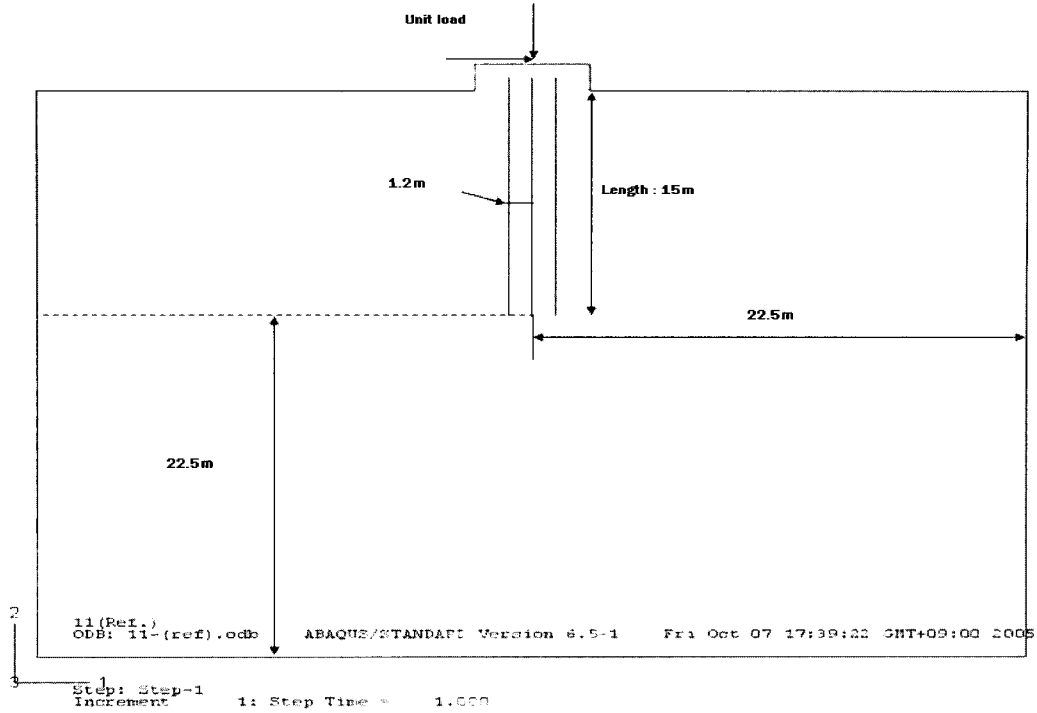 Unit load
1.2m
Length : 15m
22.5m
22.5m
2
3
1
11(Ref.)
ODB: 11-(ref).odb ABAQUS/STANDARD Version 6.5-1 Fri Oct 07 17:39:22 GMT+09:00 2005
Step: Step-1
Increment 1: Step Time = 1.000